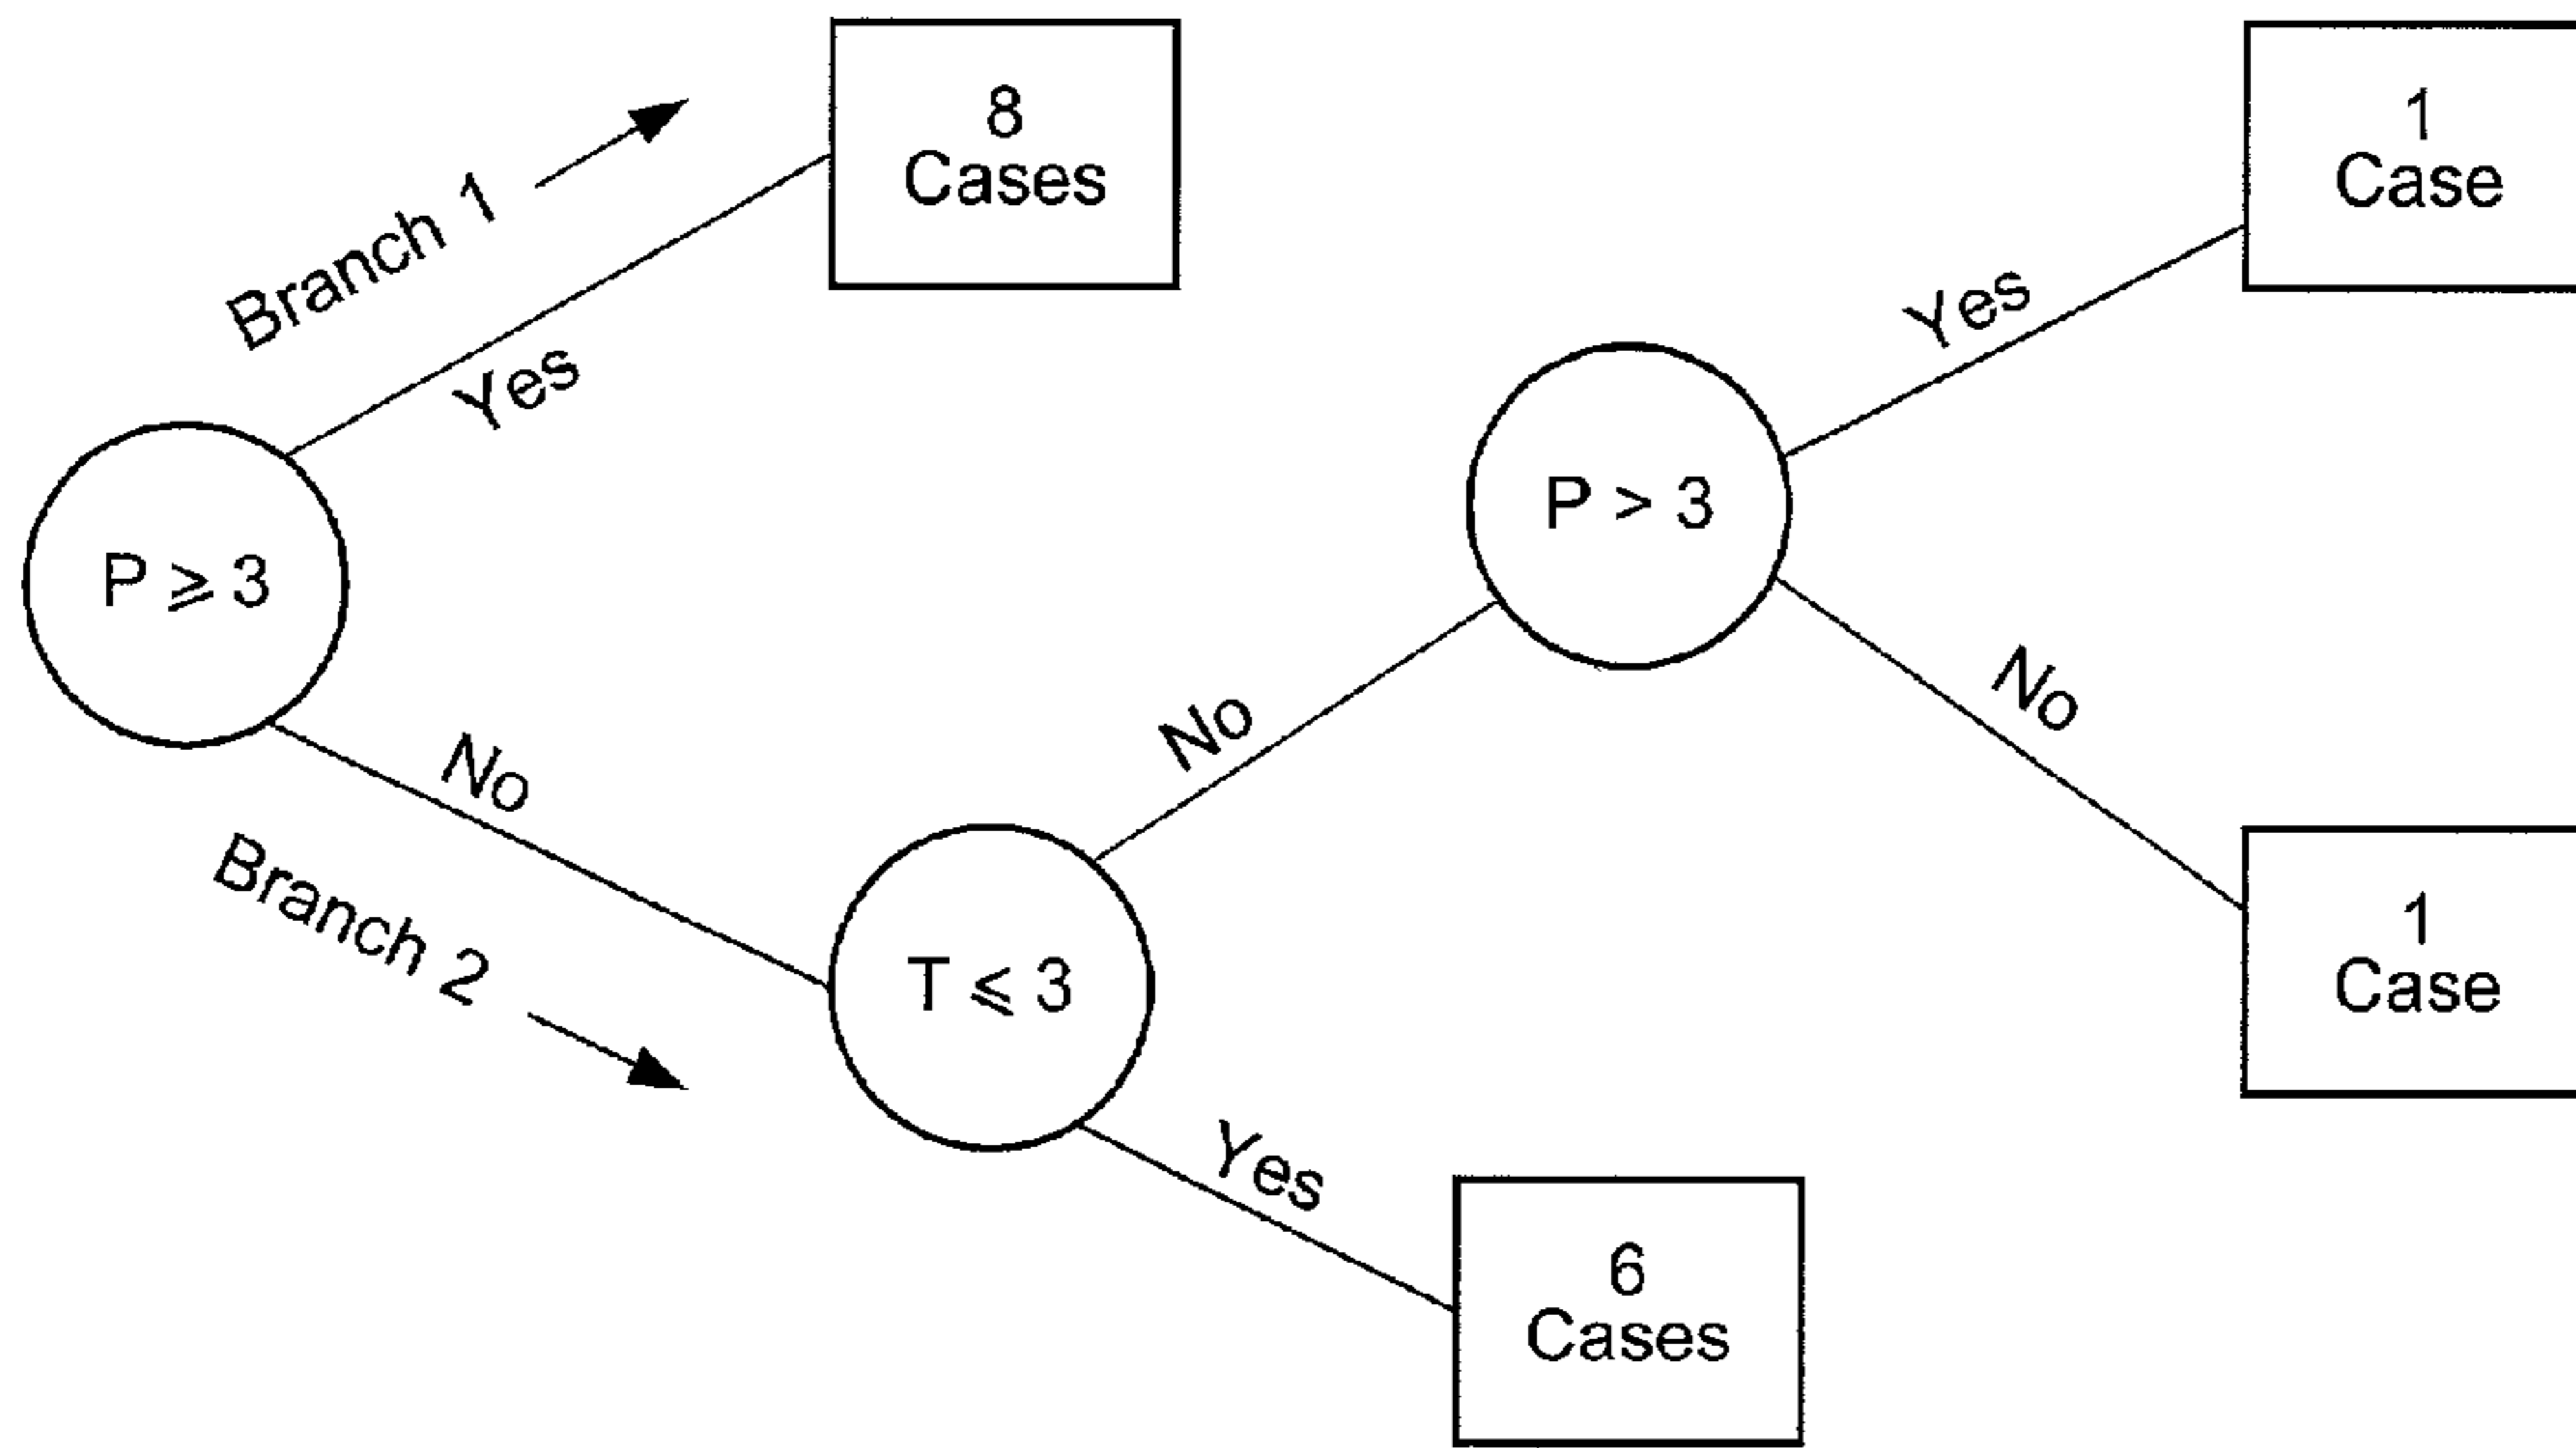 8
Cases
1
Case
Branch 1
Yes
Yes
P > 3
P ⩾ 3
No
No
No
Branch 2
T ⩽ 3
1
Case
Yes
6
Cases